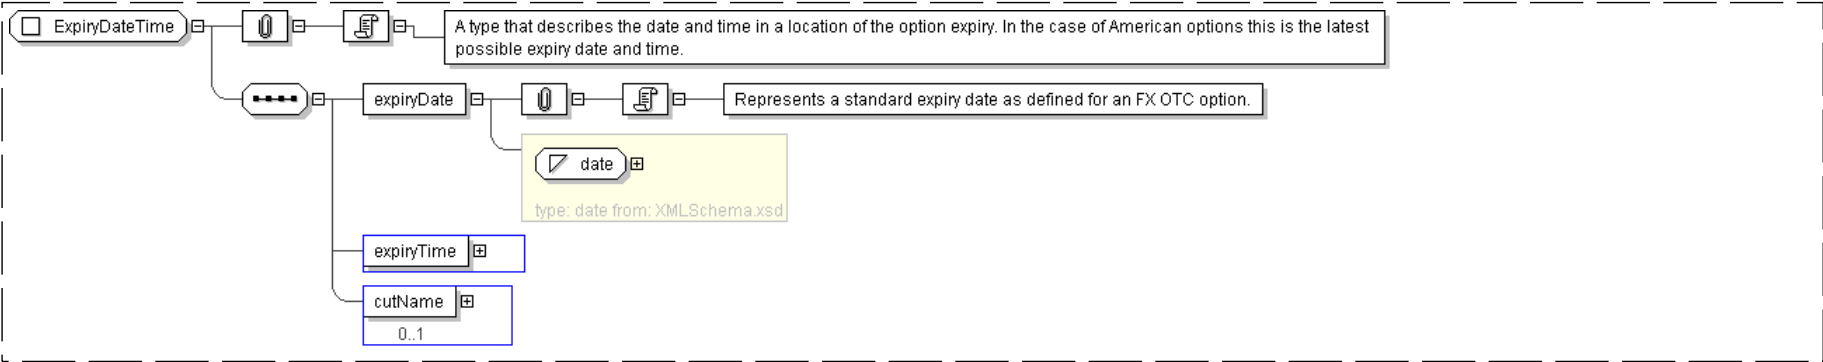 ExpiryDateTime
A type that describes the date and time in a location of the option expiry. In the case of American options this is the latest
possible expiry date and time.
expiryDate
Represents a standard expiry date as defined for an FX OTC option.
date
type: date from: XMLSchema.xsd
expiryTime
cutName
0..1